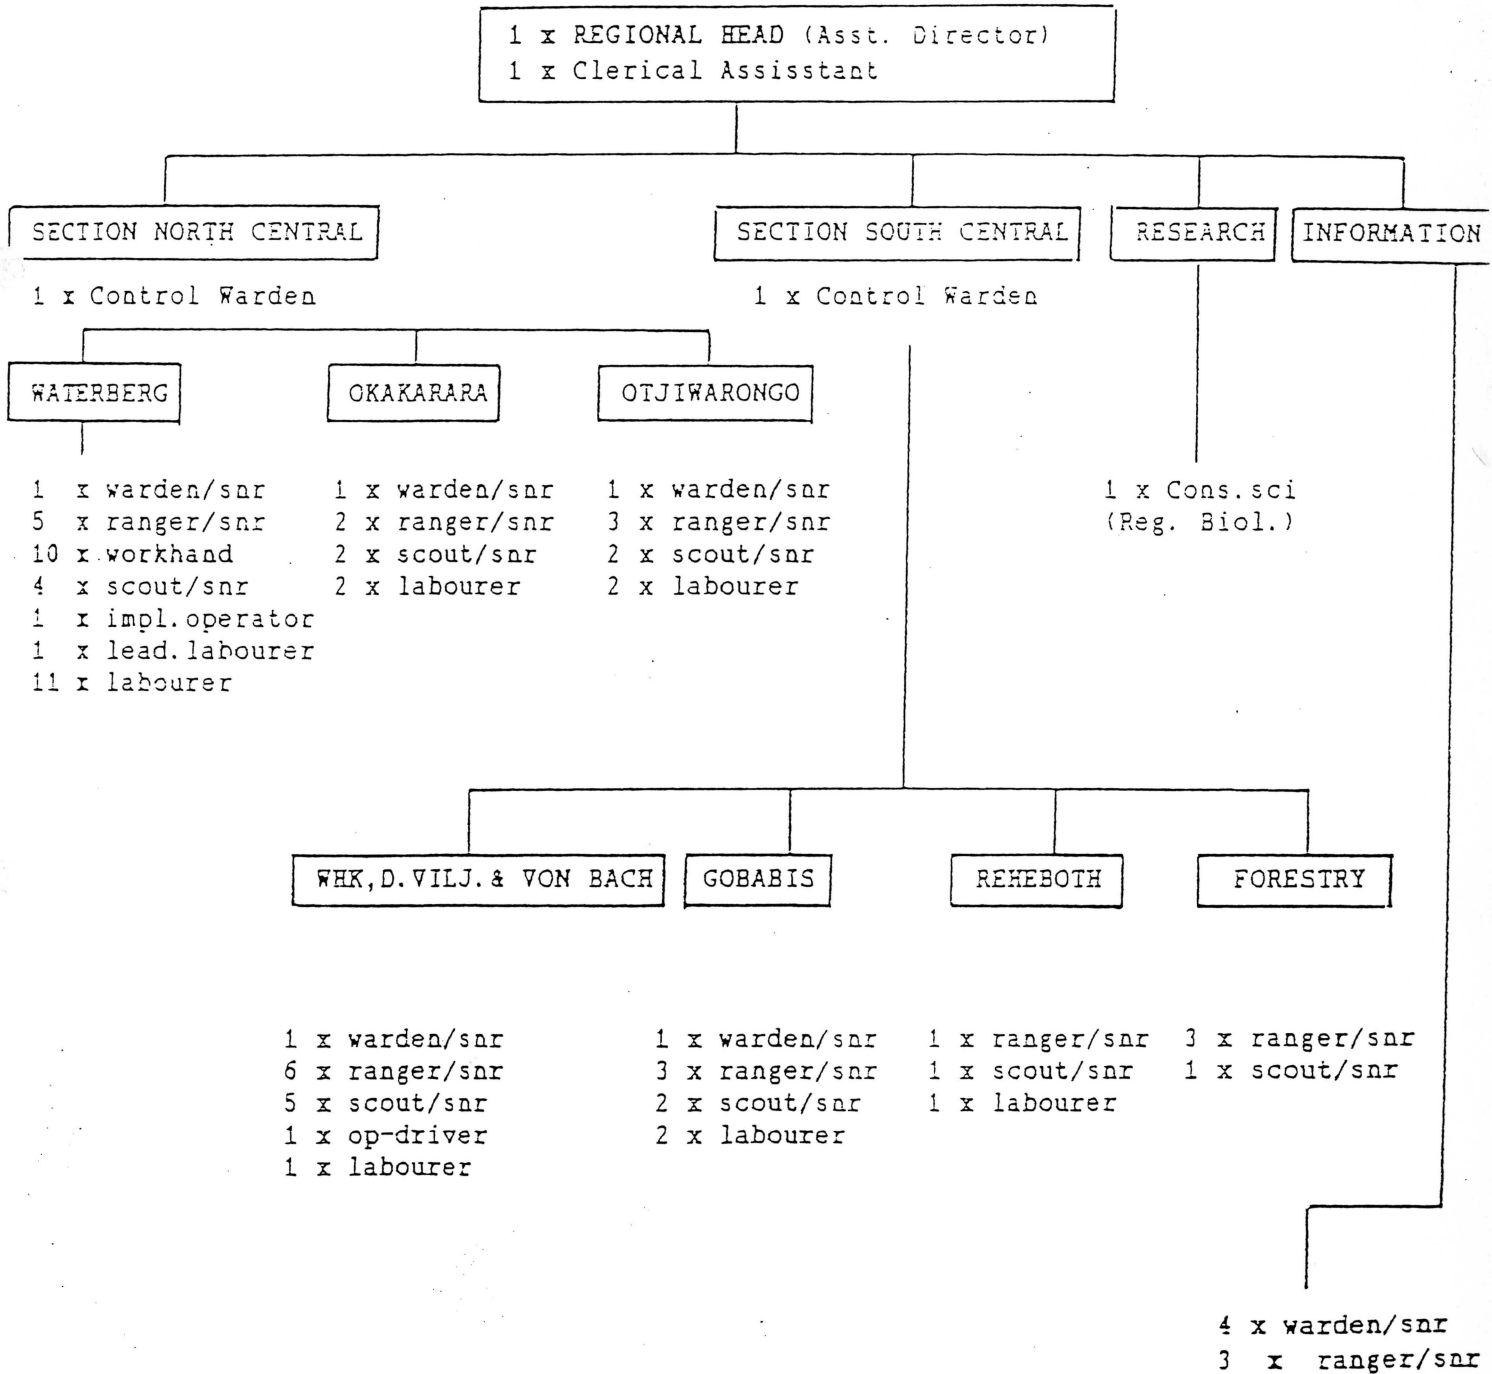 1 x REGIONAL HEAD (Asst. Director)
1 x Clerical Assisstant
SECTION NORTH CENTRAL
1 x Control Warden
SECTION SOUTH CENTRAL
1 x Control Warden
RESEARCH
INFORMATION
WATERBERG
OKAKARARA
OTJIWARONGO
1 x warden/snr
5 x ranger/snr
10 x workhand
4 x scout/snr
1 x impl.operator
1 x lead.labourer
11 x labourer
1 x warden/snr
2 x ranger/snr
2 x scout/snr
2 x labourer
1 x warden/snr
3 x ranger/snr
2 x scout/snr
2 x labourer
1 x Cons.sci
(Reg. Biol.)
WHK,D.VILJ.& VON BACH
GOBABIS
REHEBOTH
FORESTRY
1 x warden/snr
6 x ranger/snr
5 x scout/snr
1 x op-driver
1 x labourer
1 x warden/snr
3 x ranger/snr
2 x scout/snr
2 x labourer
1 x ranger/snr
1 x scout/snr
1 x labourer
3 x ranger/snr
1 x scout/snr
4 x warden/snr
3 x ranger/snr